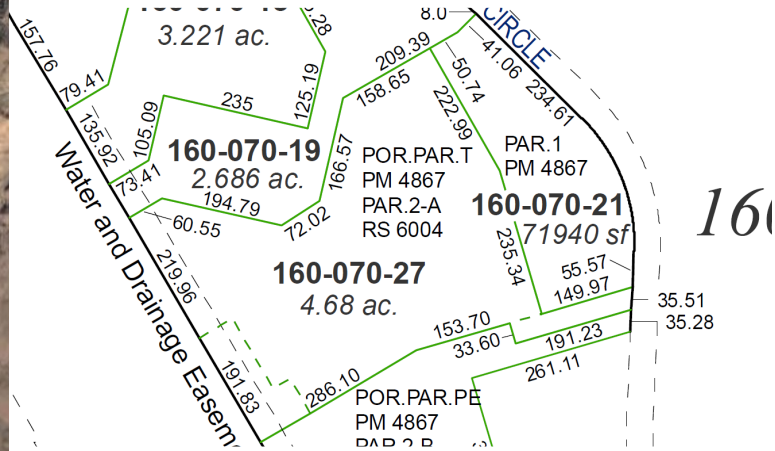 8.0
CIRCLE
157.76
3.221 ac.
209.39
41.06
79.41
158.65
50.74
234.61
235
125.19
222.99
135.92
105.09
160-070-19
2.686 ac.
166.57
POR.PAR.T
PM 4867
PAR.2-A
RS 6004
PAR.1
PM 4867
73.41
194.79
60.55
72.02
160-070-21
71940 sf
Water and Drainage Easem
219.96
160-070-27
4.68 ac.
235.34
55.57
149.97
35.51
35.28
153.70
33.60
191.23
261.11
191.83
286.10
POR.PAR.PE
PM 4867
PAR.2-B